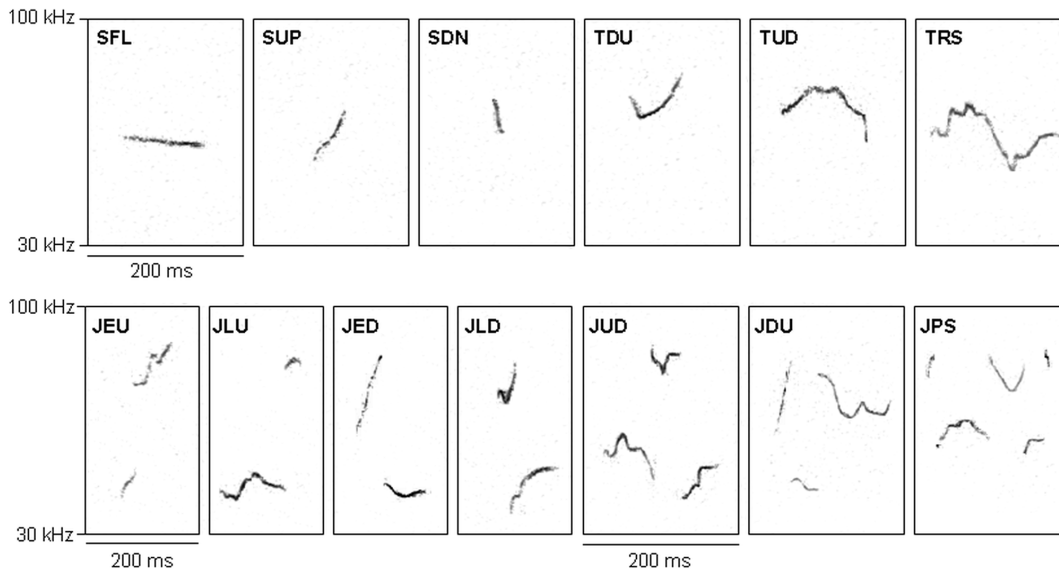 100 kHz
SFL SUP SDN TDU TUD TRS
30 kHz
200 ms
100 kHz
JEU JLU JED JLD JUD JDU JPS
30 kHz
200 ms 200 ms